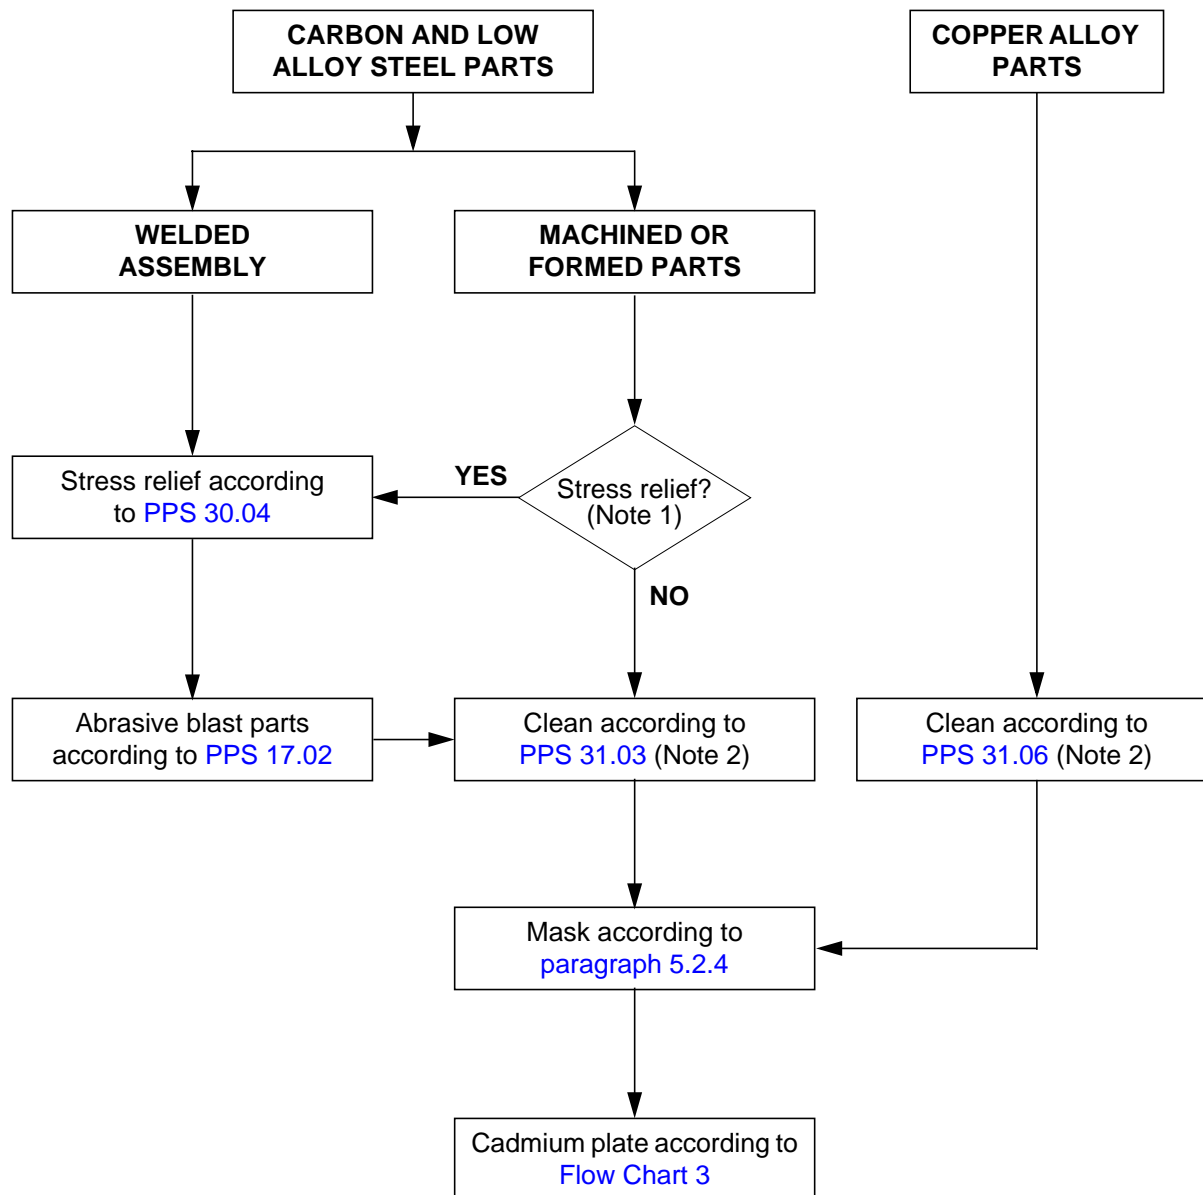 CARBON AND LOW
ALLOY STEEL PARTS
COPPER ALLOY
PARTS
WELDED
ASSEMBLY
MACHINED OR
FORMED PARTS
Stress relief according
to PPS 30.04
YES
Stress relief?
(Note 1)
NO
Abrasive blast parts
according to PPS 17.02
Clean according to
PPS 31.03 (Note 2)
Clean according to
PPS 31.06 (Note 2)
Mask according to
paragraph 5.2.4
Cadmium plate according to
Flow Chart 3